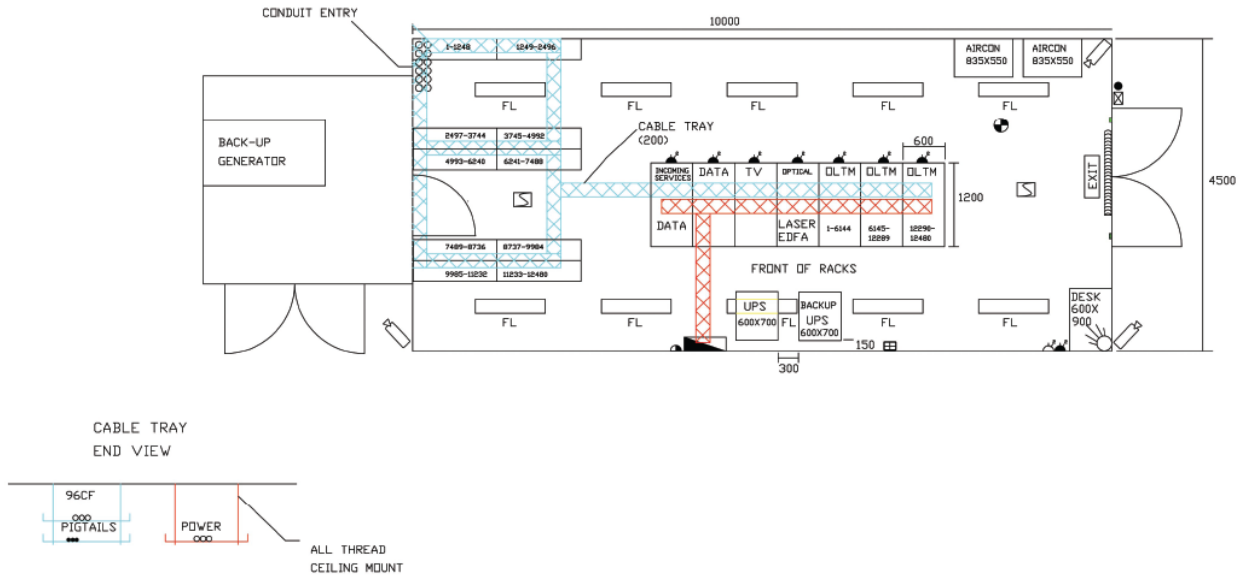 CONDUIT ENTRY
10000
1-1248
1249-2496
AIRCON
835X550
AIRCON
835X550
FL
FL
FL
FL
FL
BACK-UP
GENERATOR
2497-3744
3745-4992
4993-6240
6241-7488
CABLE TRAY
(200)
600
INCOMING
SERVICES
DATA
TV
OPTICAL
OLTM
OLTM
OLTM
EXIT
4500
1200
S
S
DATA
LASER
EDFA
1-6144
6145-
12289
12290-
12480
7489-8736
8737-9984
9985-11232
11233-12480
FRONT OF RACKS
FL
FL
UPS
600X700
FL
BACKUP
UPS
600X700
FL
FL
DESK
600X
900
150
300
CABLE TRAY
END VIEW
96CF
PIGTAILS
POWER
ALL THREAD
CEILING MOUNT